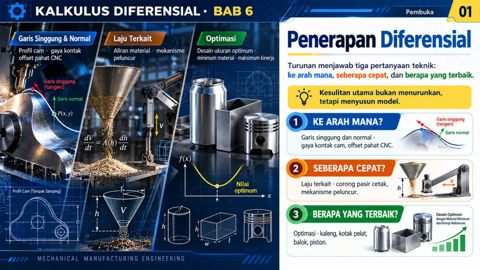 KALKULUS DIFERENSIAL · BAB 6
Pembuka
01
Garis Singgung & Normal
Profil cam · gaya kontak
offset pahat CNC
Laju Terkait
Aliran material · mekanisme
peluncur
Optimasi
Desain ukuran optimum ·
minimum material · maksimum kinerja
Garis singgung
(tangen)
Garis normal
P(x, y)
dV/dt = A(h) dh/dt
h
V
f(x)
x
Nilai
optimum
Profil Cam (Tampak Samping)
h
h
w
l
MECHANICAL MANUFACTURING ENGINEERING
Penerapan Diferensial
Turunan menjawab tiga pertanyaan teknik:
ke arah mana, seberapa cepat, dan berapa yang terbaik.
Kesulitan utama bukan menurunkan,
tetapi menyusun model.
1 KE ARAH MANA?
Garis singgung dan normal -
gaya kontak cam, offset pahat CNC.
Garis singgung
(tangen)
Garis normal
2 SEBERAPA CEPAT?
Laju terkait - corong pasir cetak,
mekanisme peluncur.
h
3 BERAPA YANG TERBAIK?
Optimasi - kaleng, kotak pelat,
balok, piston.
Desain Optimum